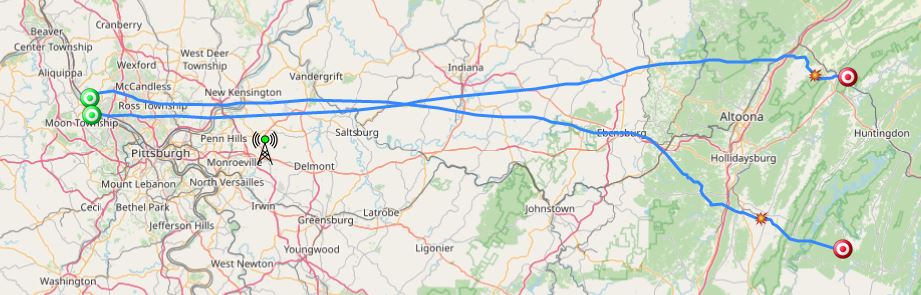 Cranberry
Beaver
Center Township
West Deer
Township
Wexford
Aliquippa
McCandless
Vandergrift
Indiana
New Kensington
Ross Township
Moon Township
Altoona
Penn Hills
Saltsburg
Ebensburg
Huntingdon
Pittsburgh
Monroeville
Delmont
Hollidaysburg
Mount Lebanon
North Versailles
Cecil
Bethel Park
Irwin
Latrobe
Johnstown
Jefferson Hills
Greensburg
Ligonier
Youngwood
West Newton
Washington